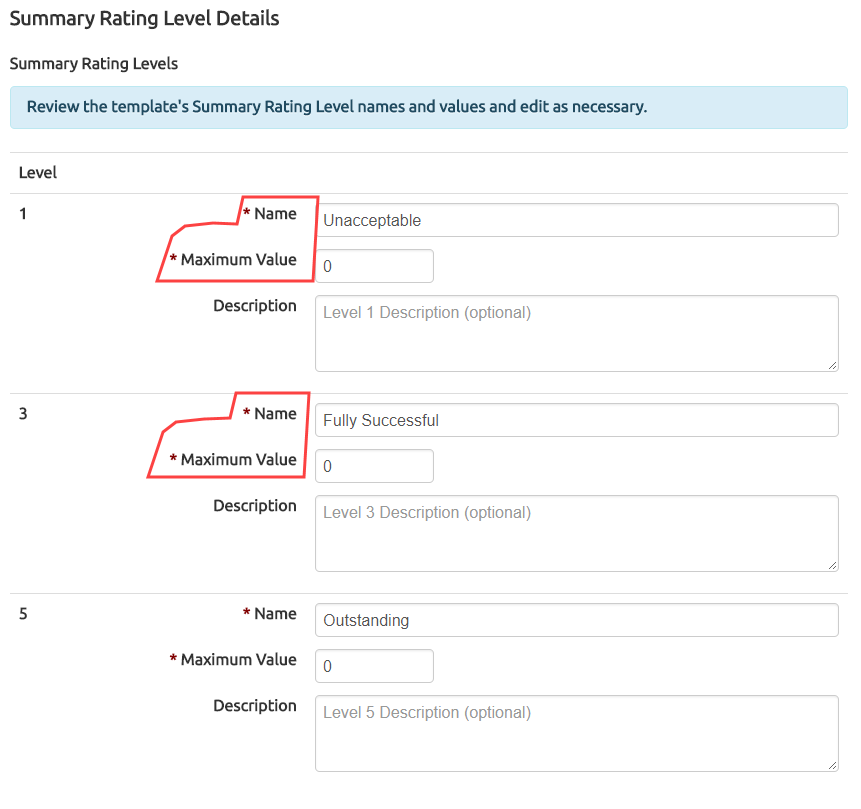 Summary Rating Level Details
Summary Rating Levels
Review the template's Summary Rating Level names and values and edit as necessary.
Level
1 * Name Unacceptable
* Maximum Value 0
Description Level 1 Description (optional)
3 * Name Fully Successful
* Maximum Value 0
Description Level 3 Description (optional)
5 * Name Outstanding
* Maximum Value 0
Description Level 5 Description (optional)